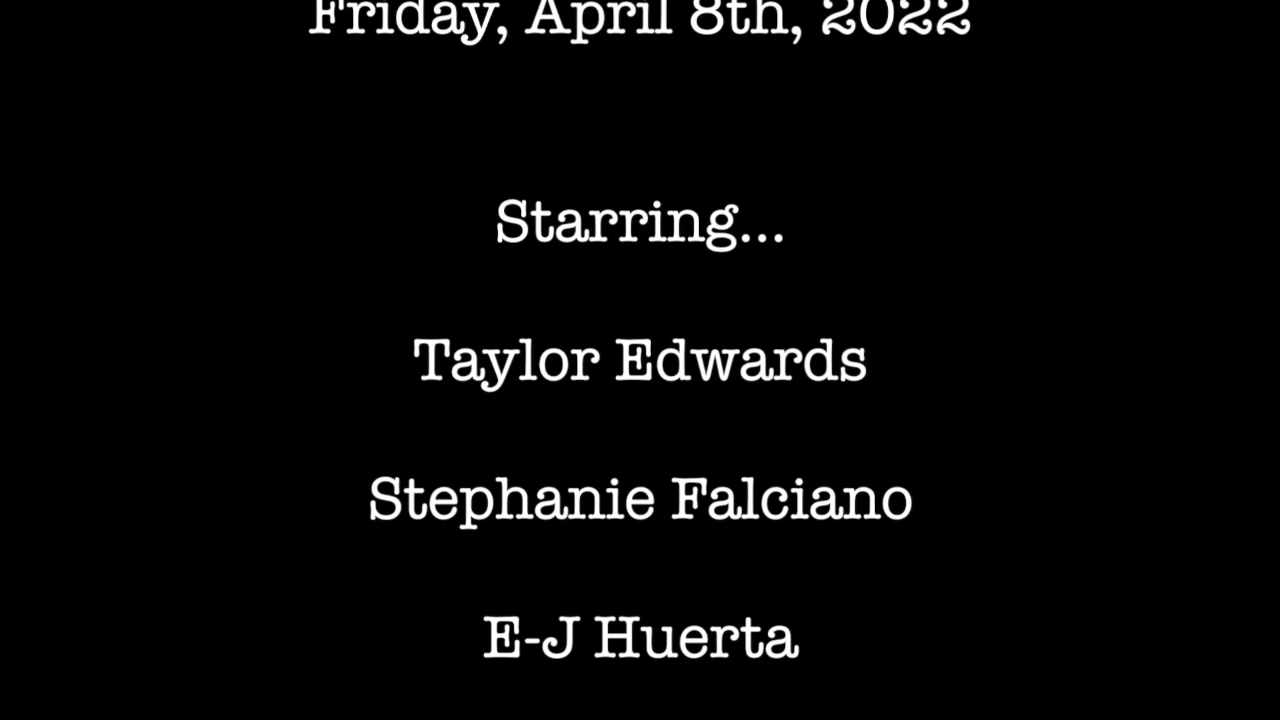 Friday, April 8th, 2022
Starring...
Taylor Edwards
Stephanie Falciano
E-J Huerta